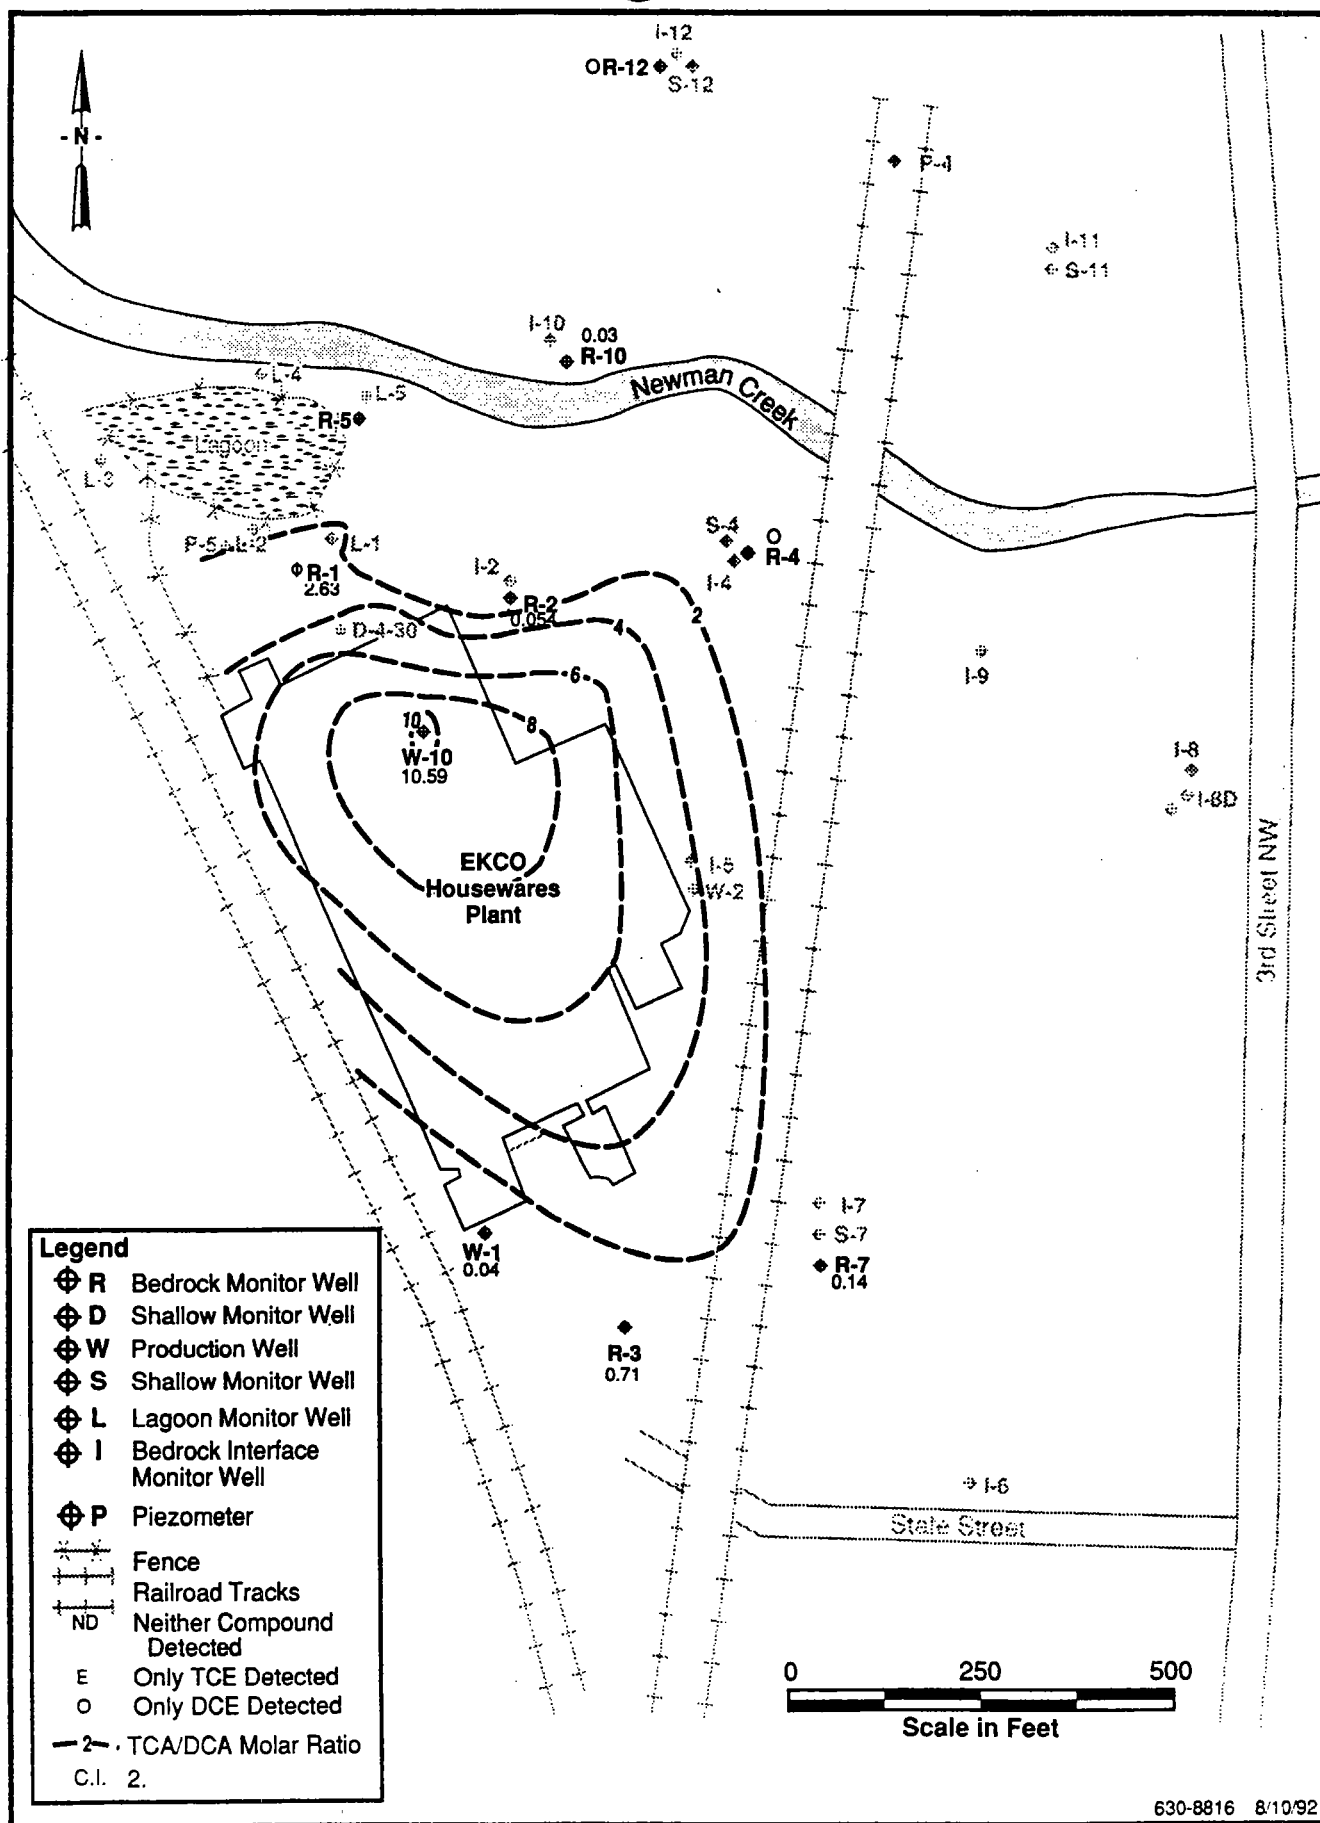 I-12
OR-12
S-12
- N -
P-4
I-11
S-11
I-10
0.03
R-10
Newman Creek
L-4
L-5
R-5
Lagoon
L-3
S-4
O
R-4
I-4
P-5
L-2
L-1
R-1
2.63
I-2
R-2
0.054
2
4
D-4-30
I-9
6
10
8
W-10
10.59
I-8
I-8D
EKCO
Housewares
Plant
I-5
W-2
3rd Street NW
I-7
S-7
R-7
0.14
W-1
0.04
R-3
0.71
I-6
State Street
Legend
R Bedrock Monitor Well
D Shallow Monitor Well
W Production Well
S Shallow Monitor Well
L Lagoon Monitor Well
I Bedrock Interface
Monitor Well
P Piezometer
Fence
Railroad Tracks
ND Neither Compound
Detected
E Only TCE Detected
O Only DCE Detected
2 TCA/DCA Molar Ratio
C.I. 2.
0 250 500
Scale in Feet
630-8816 8/10/92